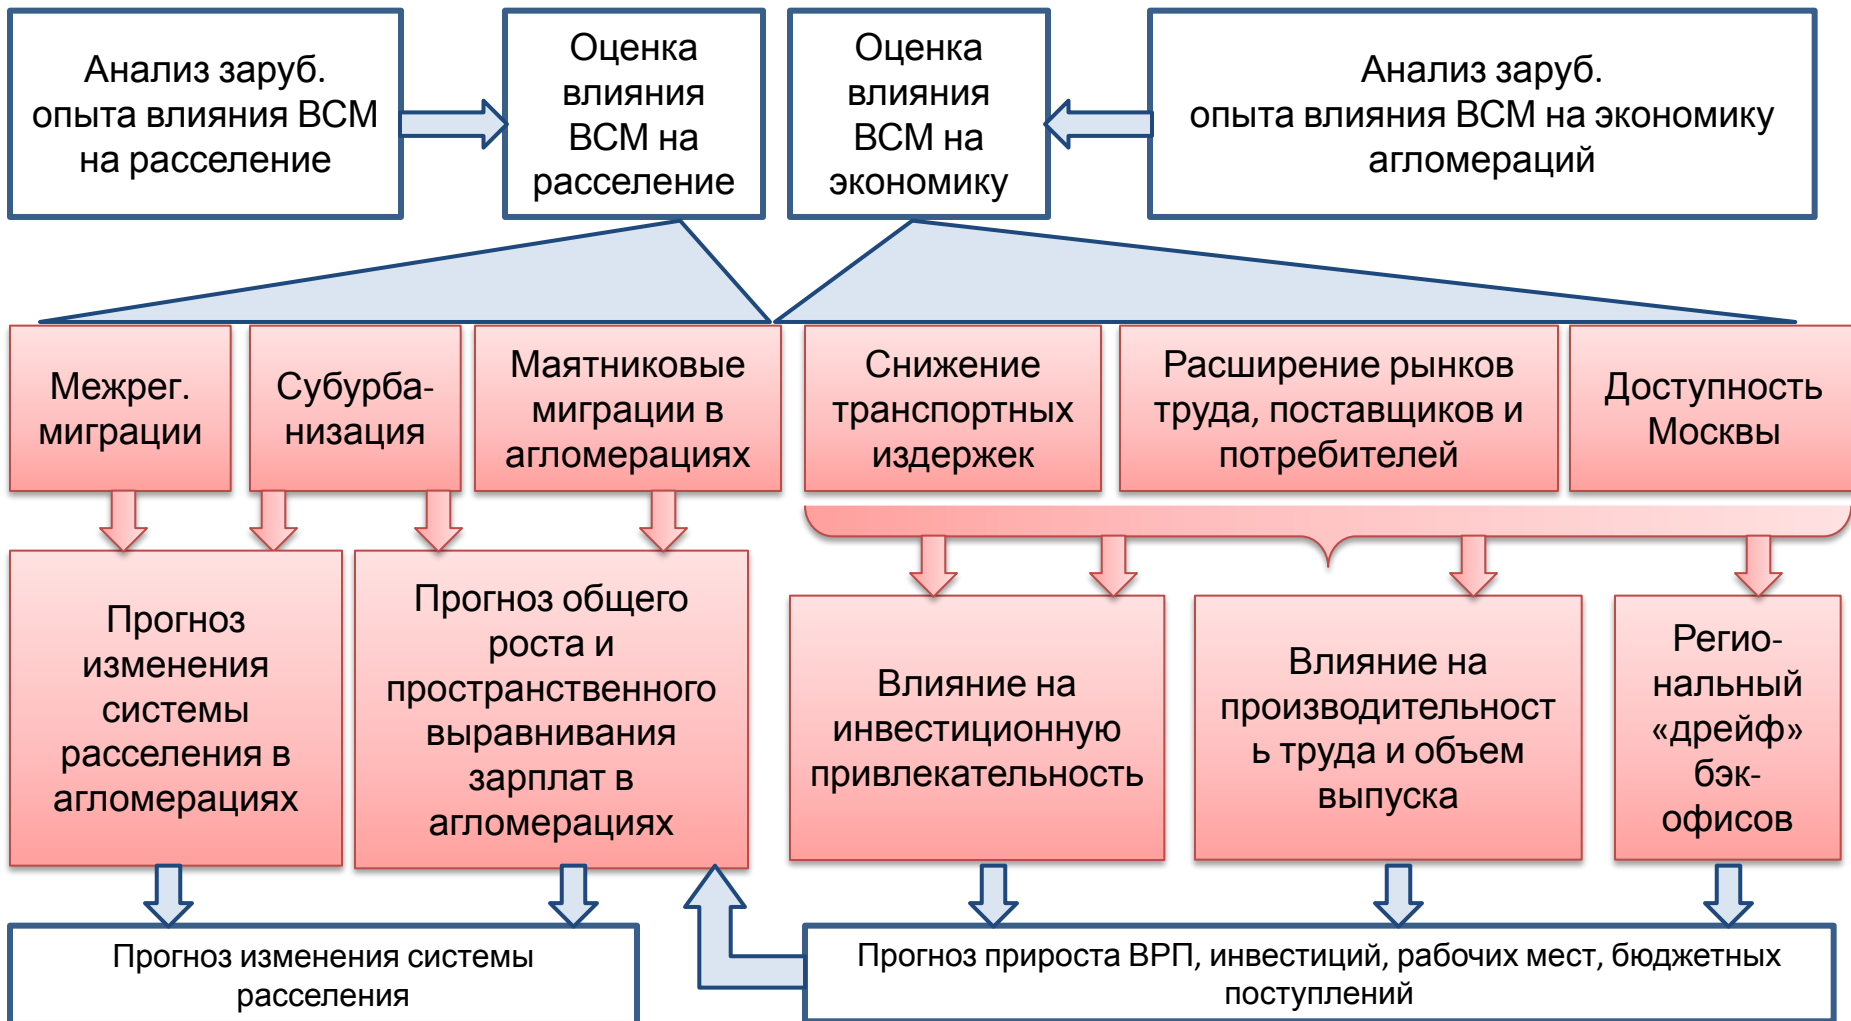 Анализ заруб.
опыта влияния ВСМ
на расселение
Оценка
влияния
ВСМ на
расселение
Оценка
влияния
ВСМ на
экономику
Анализ заруб.
опыта влияния ВСМ на экономику
агломераций
Межрег.
миграции
Субурба-
низация
Маятниковые
миграции в
агломерациях
Снижение
транспортных
издержек
Расширение рынков
труда, поставщиков и
потребителей
Доступность
Москвы
Прогноз
изменения
системы
расселения в
агломерациях
Прогноз общего
роста и
пространственного
выравнивания
зарплат в
агломерациях
Влияние на
инвестиционную
привлекательность
Влияние на
производительност
ь труда и объем
выпуска
Регио-
нальный
«дрейф»
бэк-
офисов
Прогноз изменения системы
расселения
Прогноз прироста ВРП, инвестиций, рабочих мест, бюджетных
поступлений